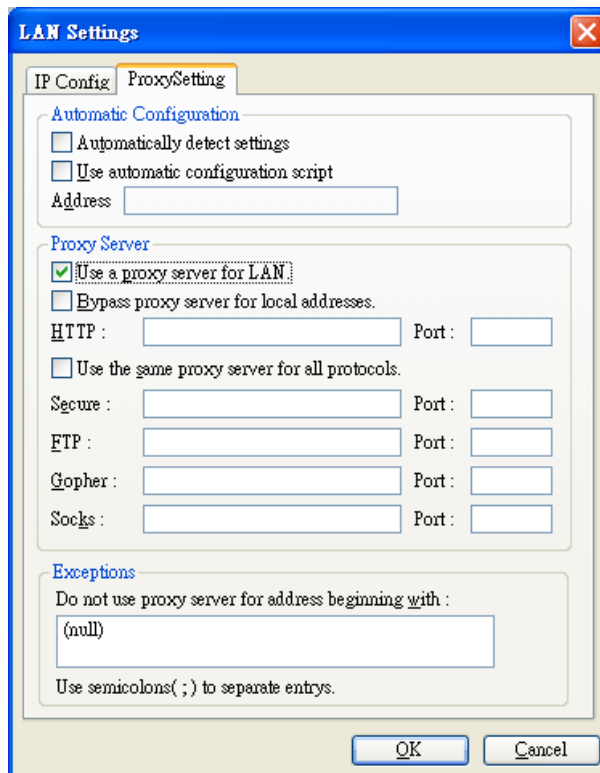 LAN Settings
IP Config ProxySetting
Automatic Configuration
Automatically detect settings
Use automatic configuration script
Address
Proxy Server
Use a proxy server for LAN.
Bypass proxy server for local addresses.
HTTP : Port :
Use the same proxy server for all protocols.
Secure : Port :
FTP : Port :
Gopher : Port :
Socks : Port :
Exceptions
Do not use proxy server for address beginning with :
(null)
Use semicolons( ; ) to separate entrys.
OK Cancel